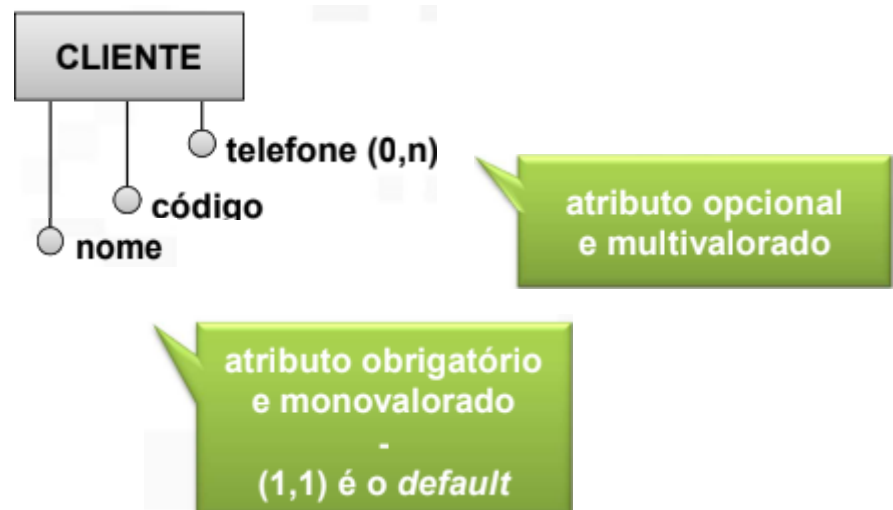 CLIENTE
telefone (0,n)
código
nome
atributo opcional
e multivalorado
atributo obrigatório
e monovalorado
-
(1,1) é o default